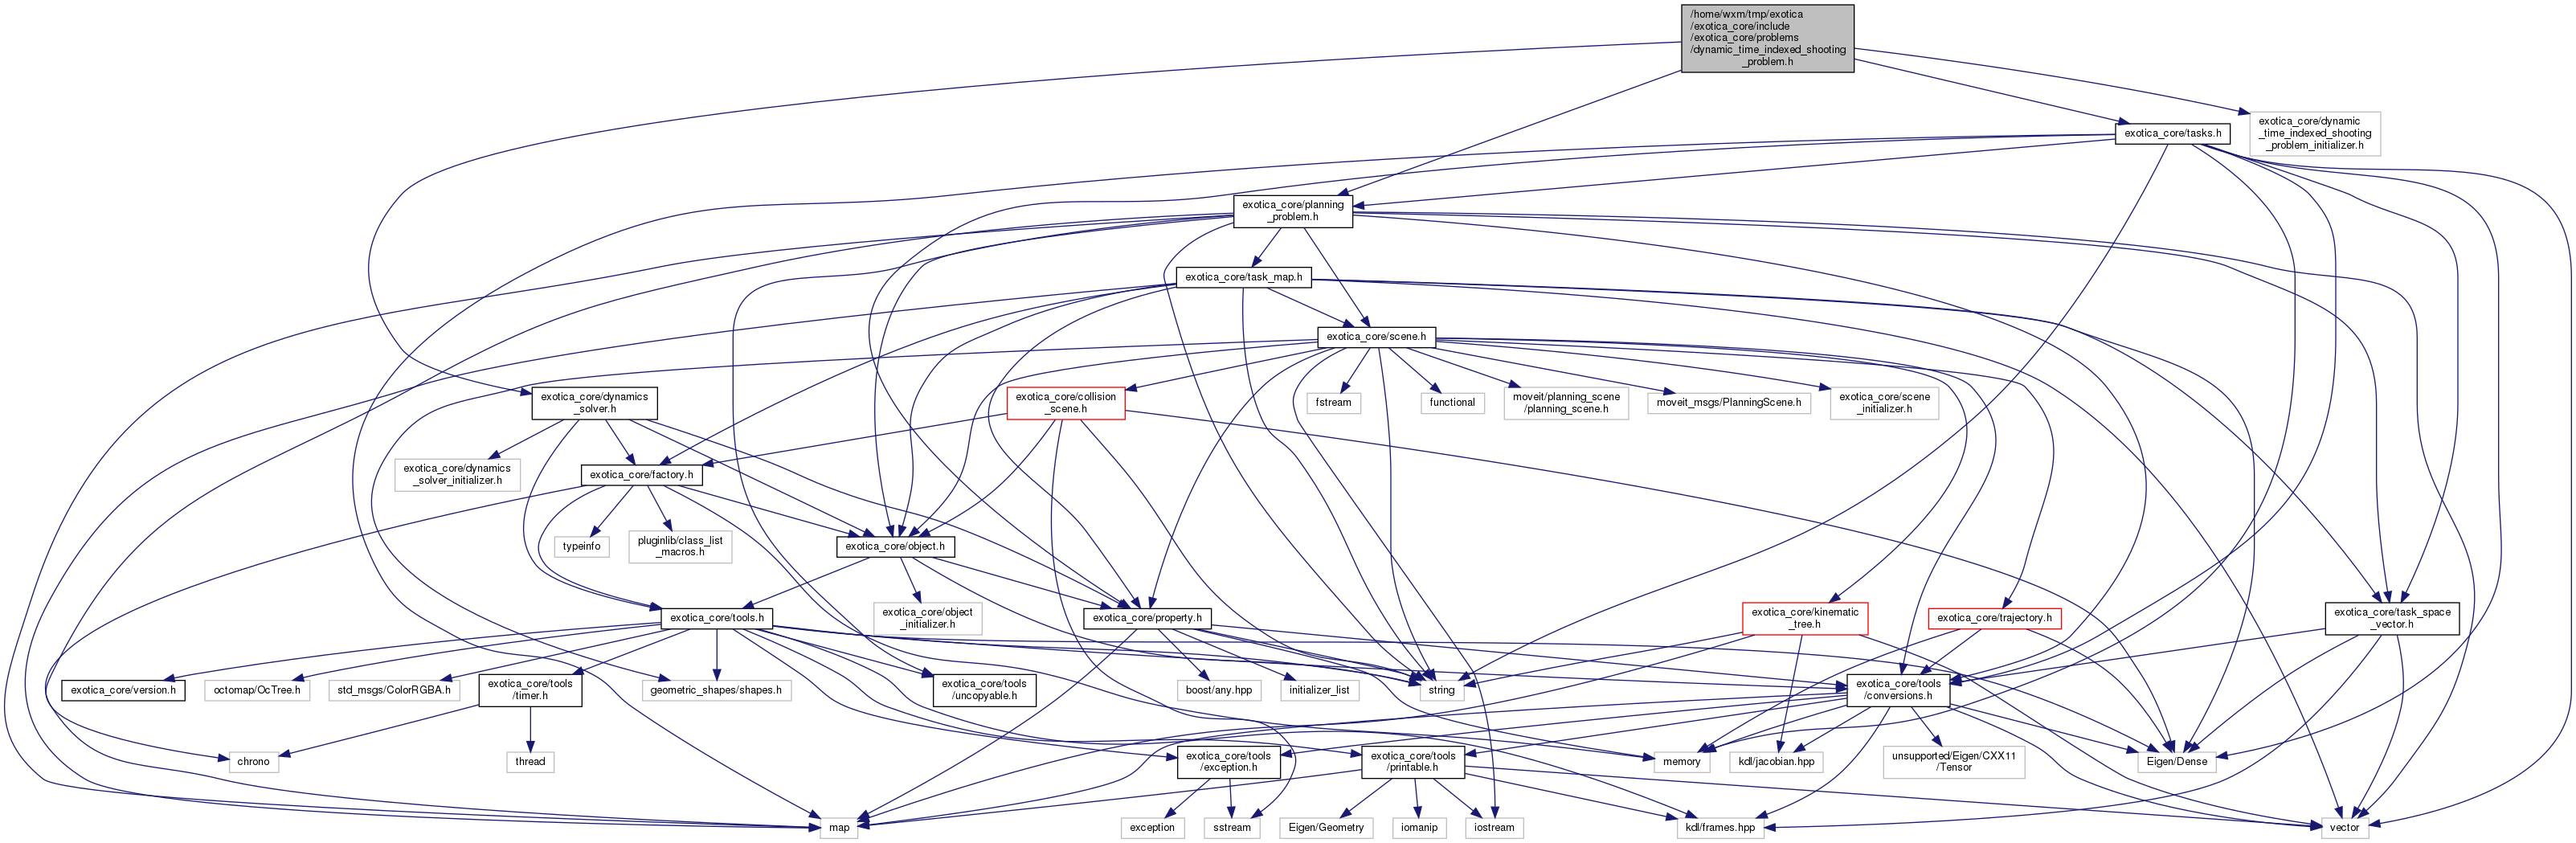 /home/wxm/tmp/exotica
/exotica_core/include
/exotica_core/problems
/dynamic_time_indexed_shooting
_problem.h
exotica_core/dynamic
_time_indexed_shooting
_problem_initializer.h
exotica_core/tasks.h
exotica_core/planning
_problem.h
exotica_core/task_map.h
exotica_core/scene.h
exotica_core/dynamics
_solver.h
exotica_core/collision
_scene.h
fstream
functional
moveit/planning_scene
/planning_scene.h
moveit_msgs/PlanningScene.h
exotica_core/scene
_initializer.h
exotica_core/dynamics
_solver_initializer.h
exotica_core/factory.h
typeinfo
pluginlib/class_list
_macros.h
exotica_core/object.h
exotica_core/tools.h
exotica_core/object
_initializer.h
exotica_core/property.h
exotica_core/kinematic
_tree.h
exotica_core/trajectory.h
exotica_core/task_space
_vector.h
exotica_core/version.h
octomap/OcTree.h
std_msgs/ColorRGBA.h
exotica_core/tools
/timer.h
geometric_shapes/shapes.h
exotica_core/tools
/uncopyable.h
boost/any.hpp
initializer_list
string
exotica_core/tools
/conversions.h
chrono
thread
exotica_core/tools
/exception.h
exotica_core/tools
/printable.h
memory
kdl/jacobian.hpp
unsupported/Eigen/CXX11
/Tensor
Eigen/Dense
map
exception
sstream
Eigen/Geometry
iomanip
iostream
kdl/frames.hpp
vector